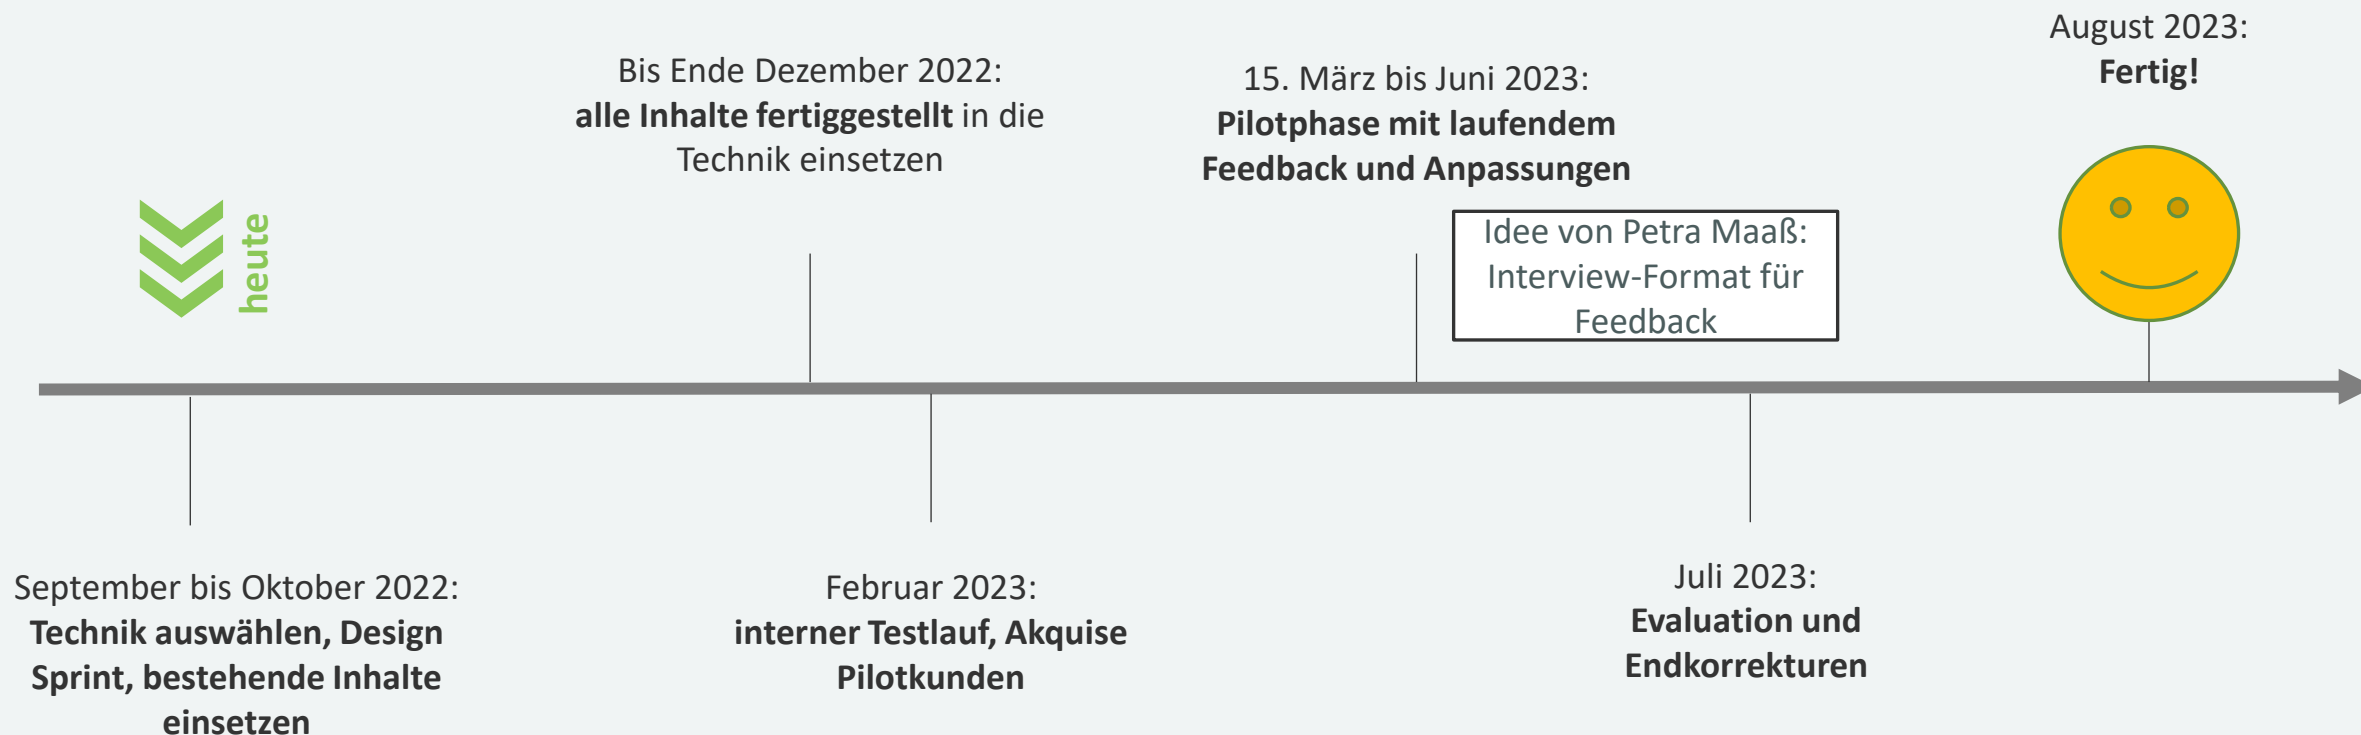 heute
September bis Oktober 2022:
Technik auswählen, Design
Sprint, bestehende Inhalte
einsetzen
Bis Ende Dezember 2022:
alle Inhalte fertiggestellt in die
Technik einsetzen
Februar 2023:
interner Testlauf, Akquise
Pilotkunden
15. März bis Juni 2023:
Pilotphase mit laufendem
Feedback und Anpassungen
Idee von Petra Maaß:
Interview-Format für
Feedback
Juli 2023:
Evaluation und
Endkorrekturen
August 2023:
Fertig!